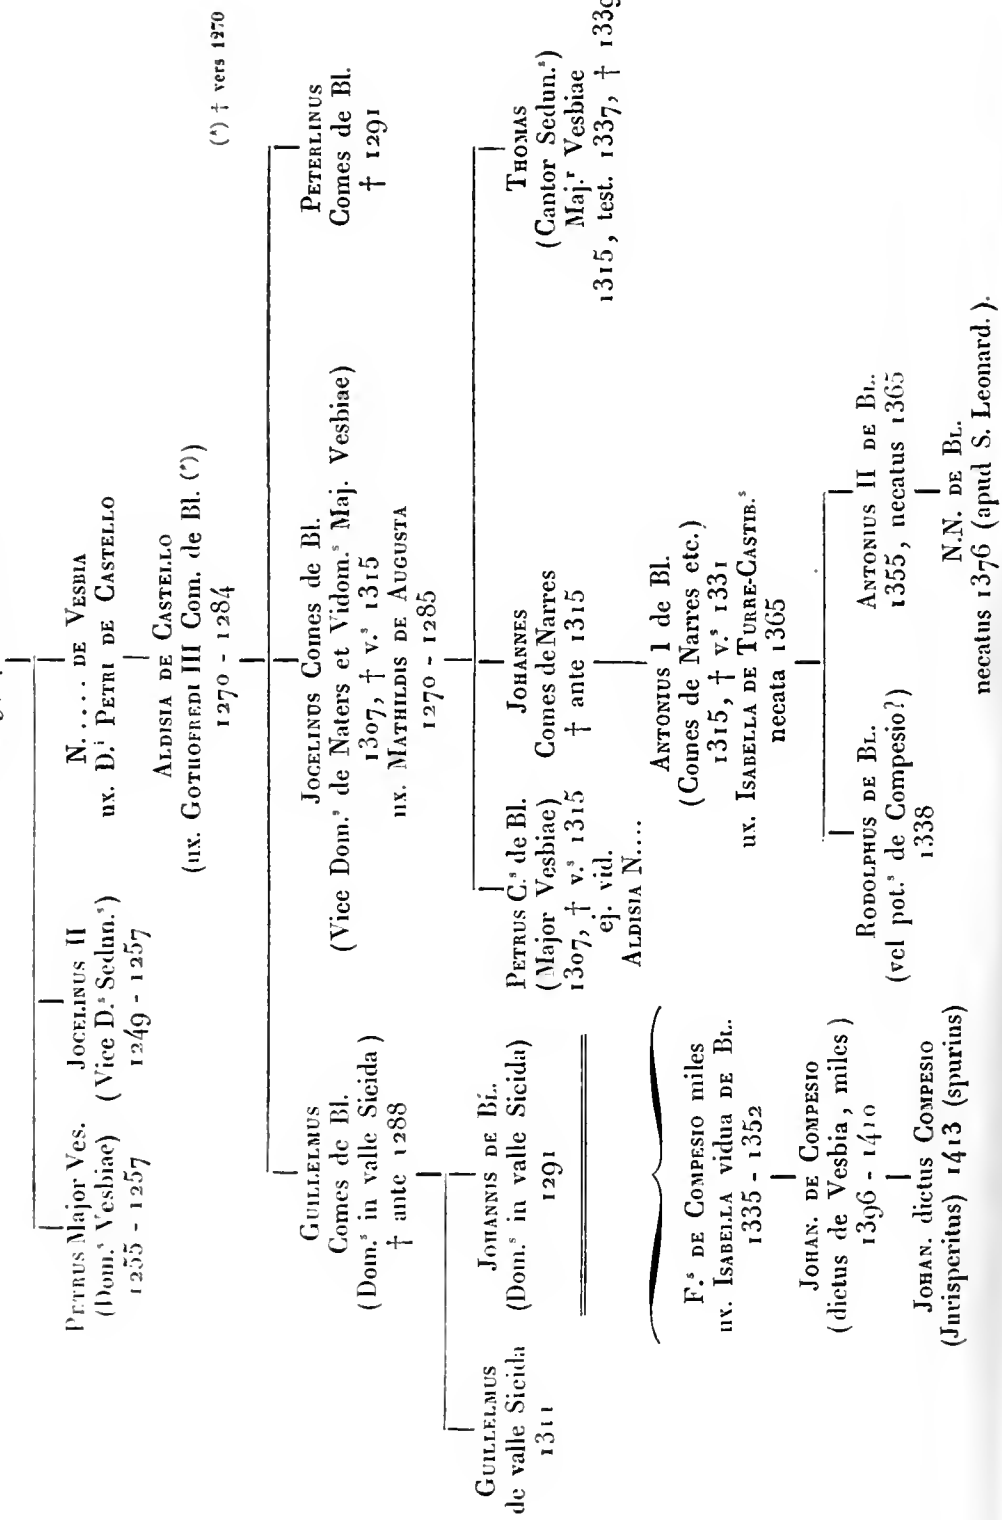 PETRUS Major Ves.
(Dom.ˢ Vesbiae)
1255 - 1257
JOCELINUS II
(Vice D.ˢ Sedun.ˢ)
1249 - 1257
N..... DE VESBIA
ux. D.ⁱ PETRI DE CASTELLO
ALDISIA DE CASTELLO
(ux. GOTHOFREDI III Com. de Bl. (*))
1270 - 1284
(*) † vers 1270
GUILLELMUS
Comes de Bl.
(Dom.ˢ in valle Sicida)
† ante 1288
JOCELINUS Comes de Bl.
(Vice Dom.ˢ de Naters et Vidom.ˢ Maj. Vesbiae)
1307, † v.ˢ 1315
ux. MATHILDIS DE AUGUSTA
1270 - 1285
PETERLINUS
Comes de Bl.
† 1291
GUILLELMUS
de valle Sicida
1311
JOHANNIS DE BL.
(Dom.ˢ in valle Sicida)
1291
PETRUS C.ˢ de Bl.
(Major Vesbiae)
1307, † v.ˢ 1315
ej. vid.
ALDISIA N....
JOHANNES
Comes de Narres
† ante 1315
THOMAS
(Cantor Sedun.ˢ)
Maj.ʳ Vesbiae
1315, test. 1337, † 1339
ANTONIUS I de Bl.
(Comes de Narres etc.)
1315, † v.ˢ 1331
ux. ISABELLA DE TURRE-CASTIR.ˢ
necata 1365
F.ˢ DE COMPESIO miles
ux. ISABELLA vidua DE BL.
1335 - 1352
JOHAN. DE COMPESIO
(dictus de Vesbia, miles)
1396 - 1410
JOHAN. dictus COMPESIO
(Jurisperitus) 1413 (spurius)
RODOLPHUS DE BL.
(vel pot.ˢ de Compesio?)
1338
ANTONIUS II DE BL.
1355, necatus 1365
N.N. DE BL.
necatus 1376 (apud S. Leonard.).